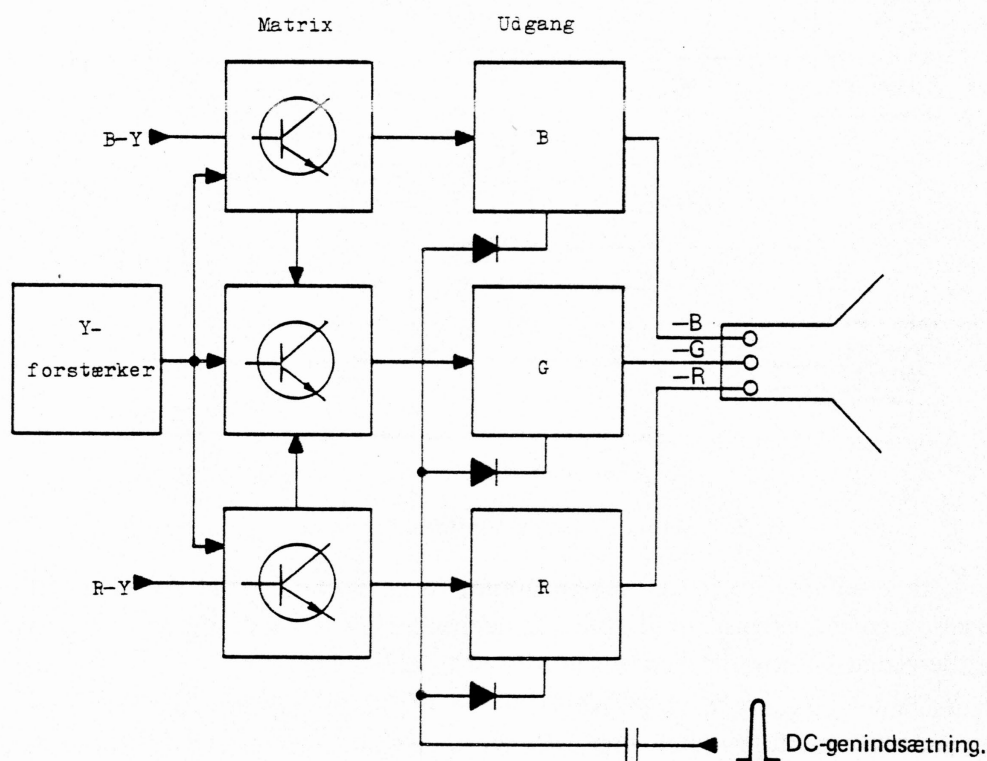 Matrix
Udgang
B-Y
B
Y-
forstærker
G
—B
—G
—R
R-Y
R
DC-genindsætning.